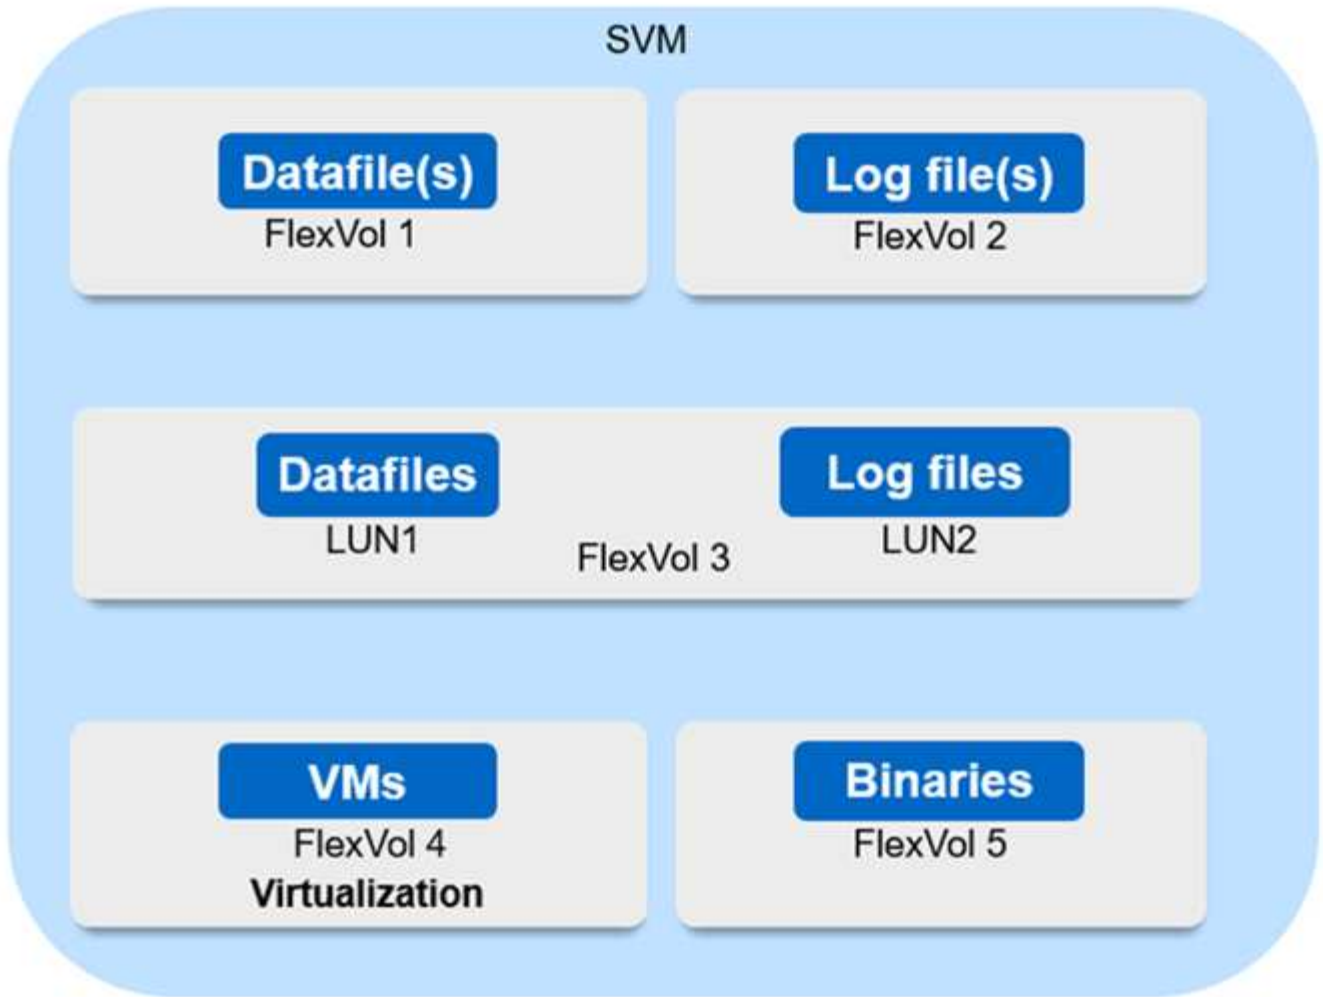 SVM
Datafile(s)
FlexVol 1
Log file(s)
FlexVol 2
Datafiles
LUN1
Log files
LUN2
FlexVol 3
VMs
FlexVol 4
Virtualization
Binaries
FlexVol 5